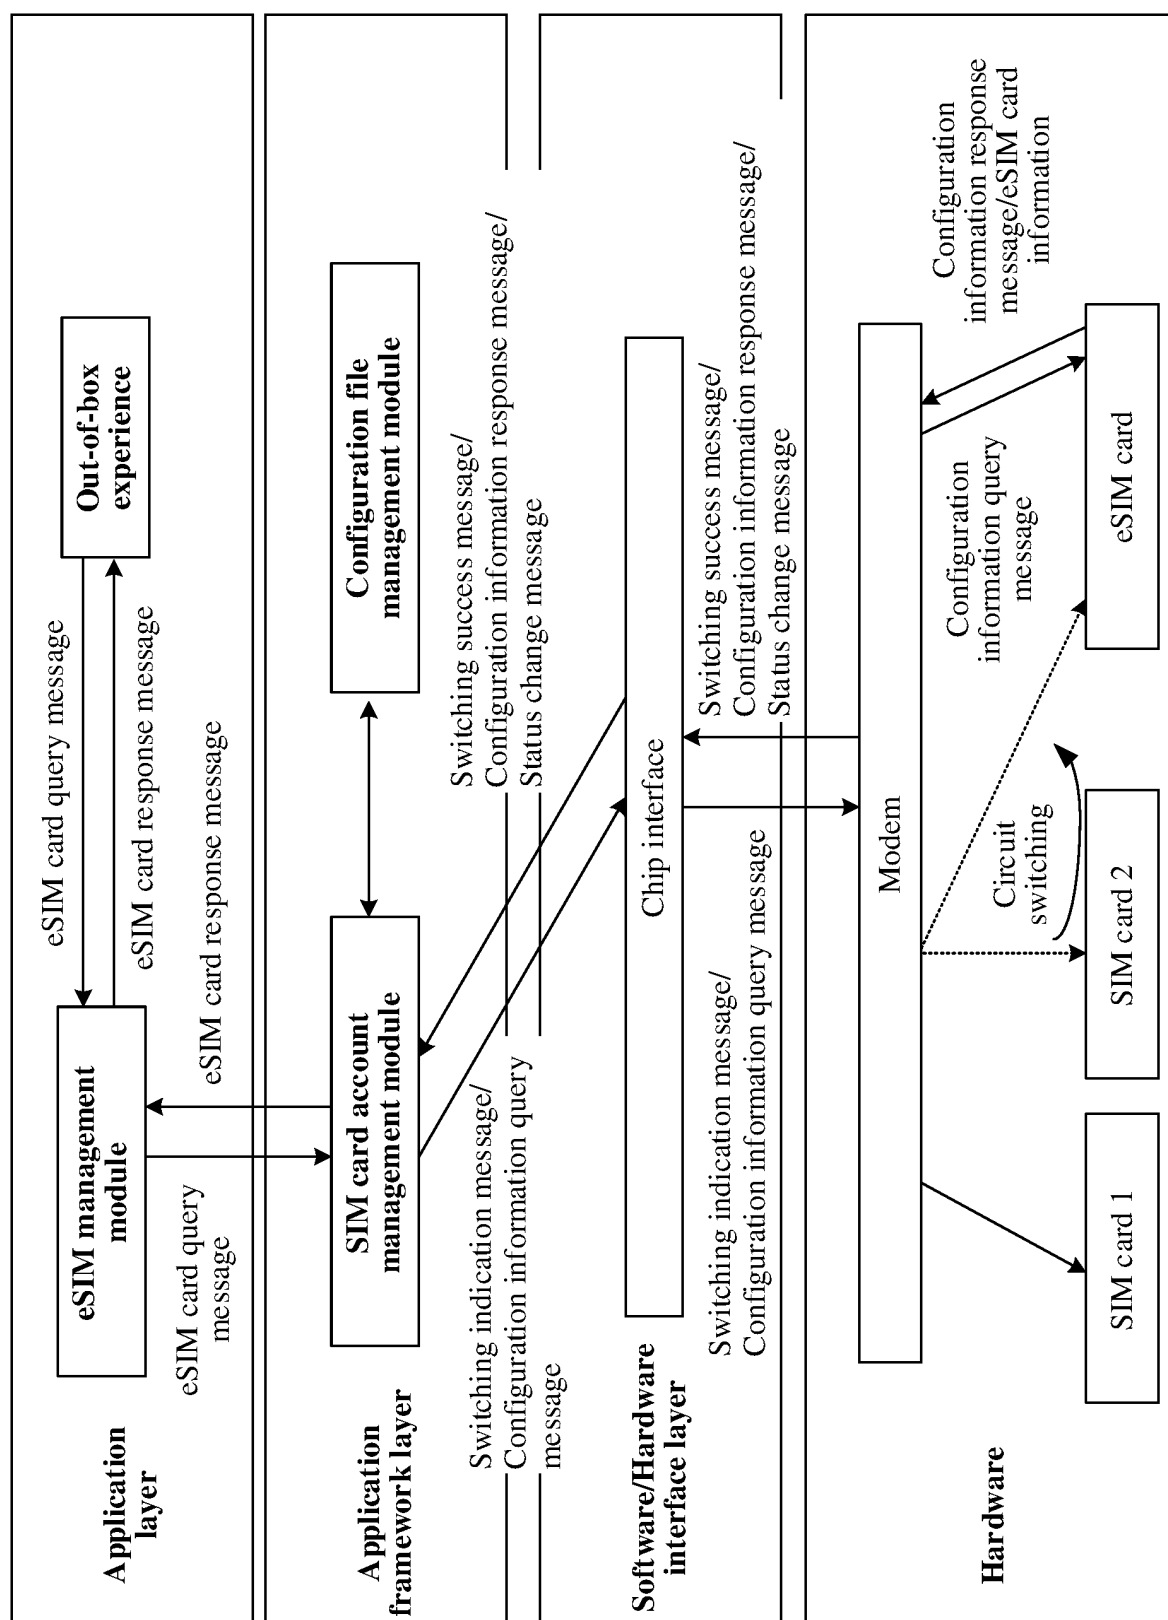 Application
layer
eSIM management
module
Out-of-box
experience
eSIM card query message
eSIM card response message
eSIM card query
message
eSIM card response message
Application
framework layer
SIM card account
management module
Configuration file
management module
Switching indication message/
Configuration information query
message
Switching success message/
Configuration information response message/
Status change message
Software/Hardware
interface layer
Chip interface
Switching indication message/
Configuration information query message
Switching success message/
Configuration information response message/
Status change message
Hardware
Modem
Circuit
switching
Configuration
information query
message
Configuration
information response
message/eSIM card
information
SIM card 1
SIM card 2
eSIM card